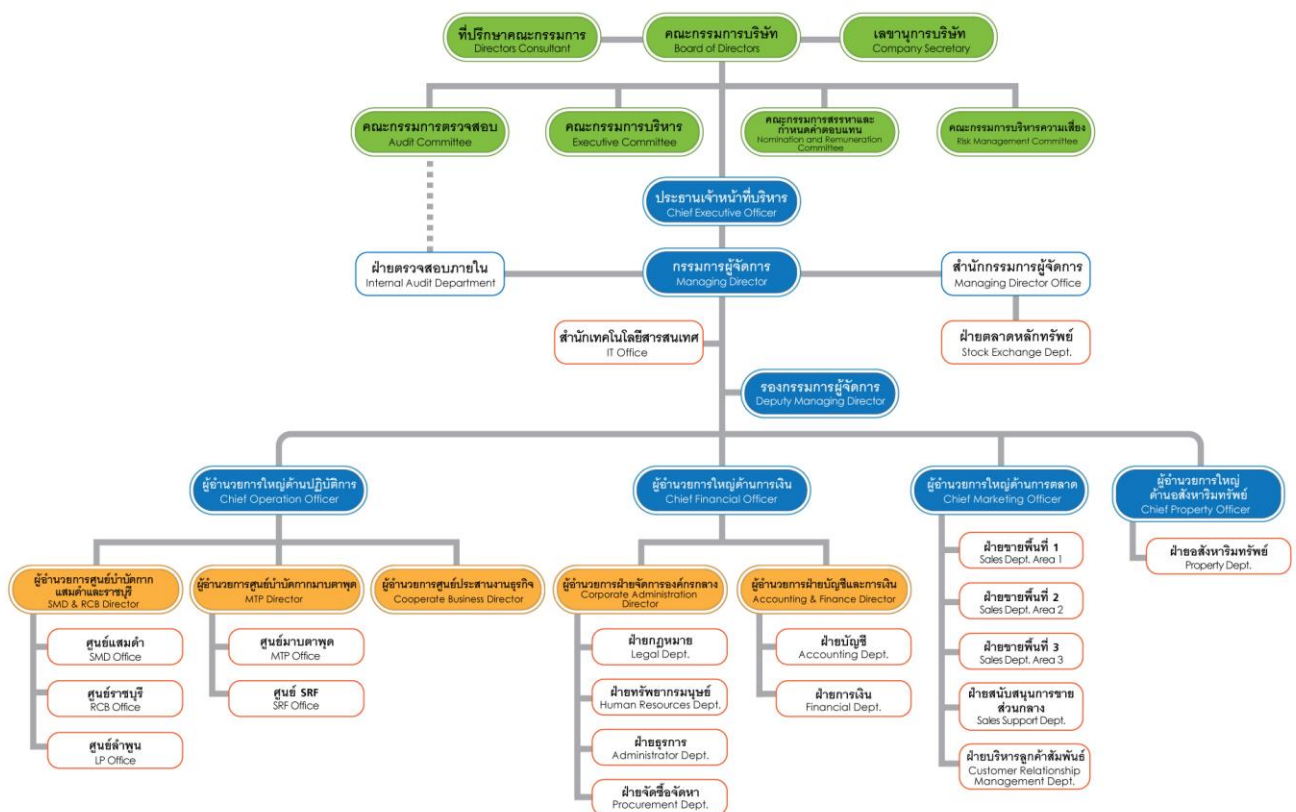 ที่ปรึกษาคณะกรรมการ
Directors Consultant
คณะกรรมการบริษัท
Board of Directors
เลขานุการบริษัท
Company Secretary
คณะกรรมการตรวจสอบ
Audit Committee
คณะกรรมการบริหาร
Executive Committee
คณะกรรมการสรรหาและ
กำหนดค่าตอบแทน
Nomination and Remuneration
Committee
คณะกรรมการบริหารความเสี่ยง
Risk Management Committee
ประธานเจ้าหน้าที่บริหาร
Chief Executive Officer
ฝ่ายตรวจสอบภายใน
Internal Audit Department
กรรมการผู้จัดการ
Managing Director
สำนักกรรมการผู้จัดการ
Managing Director Office
สำนักเทคโนโลยีสารสนเทศ
IT Office
ฝ่ายตลาดหลักทรัพย์
Stock Exchange Dept.
รองกรรมการผู้จัดการ
Deputy Managing Director
ผู้อำนวยการใหญ่ด้านปฏิบัติการ
Chief Operation Officer
ผู้อำนวยการใหญ่ด้านการเงิน
Chief Financial Officer
ผู้อำนวยการใหญ่ด้านการตลาด
Chief Marketing Officer
ผู้อำนวยการใหญ่
ด้านอสังหาริมทรัพย์
Chief Property Officer
ผู้อำนวยการศูนย์บำบัดกาก
แสมดำและราชบุรี
SMD & RCB Director
ผู้อำนวยการศูนย์บำบัดกากมาบตาพุด
MTP Director
ผู้อำนวยการศูนย์ประสานงานธุรกิจ
Cooperate Business Director
ผู้อำนวยการฝ่ายจัดการองค์กรกลาง
Corporate Administration
Director
ผู้อำนวยการฝ่ายบัญชีและการเงิน
Accounting & Finance Director
ศูนย์แสมดำ
SMD Office
ศูนย์ราชบุรี
RCB Office
ศูนย์ลำพูน
LP Office
ศูนย์มาบตาพุด
MTP Office
ศูนย์ SRF
SRF Office
ฝ่ายกฎหมาย
Legal Dept.
ฝ่ายทรัพยากรมนุษย์
Human Resources Dept.
ฝ่ายธุรการ
Administrator Dept.
ฝ่ายจัดซื้อจัดหา
Procurement Dept.
ฝ่ายบัญชี
Accounting Dept.
ฝ่ายการเงิน
Financial Dept.
ฝ่ายขายพื้นที่ 1
Sales Dept. Area 1
ฝ่ายขายพื้นที่ 2
Sales Dept. Area 2
ฝ่ายขายพื้นที่ 3
Sales Dept. Area 3
ฝ่ายสนับสนุนการขาย
ส่วนกลาง
Sales Support Dept.
ฝ่ายบริหารลูกค้าสัมพันธ์
Customer Relationship
Management Dept.
ฝ่ายอสังหาริมทรัพย์
Property Dept.